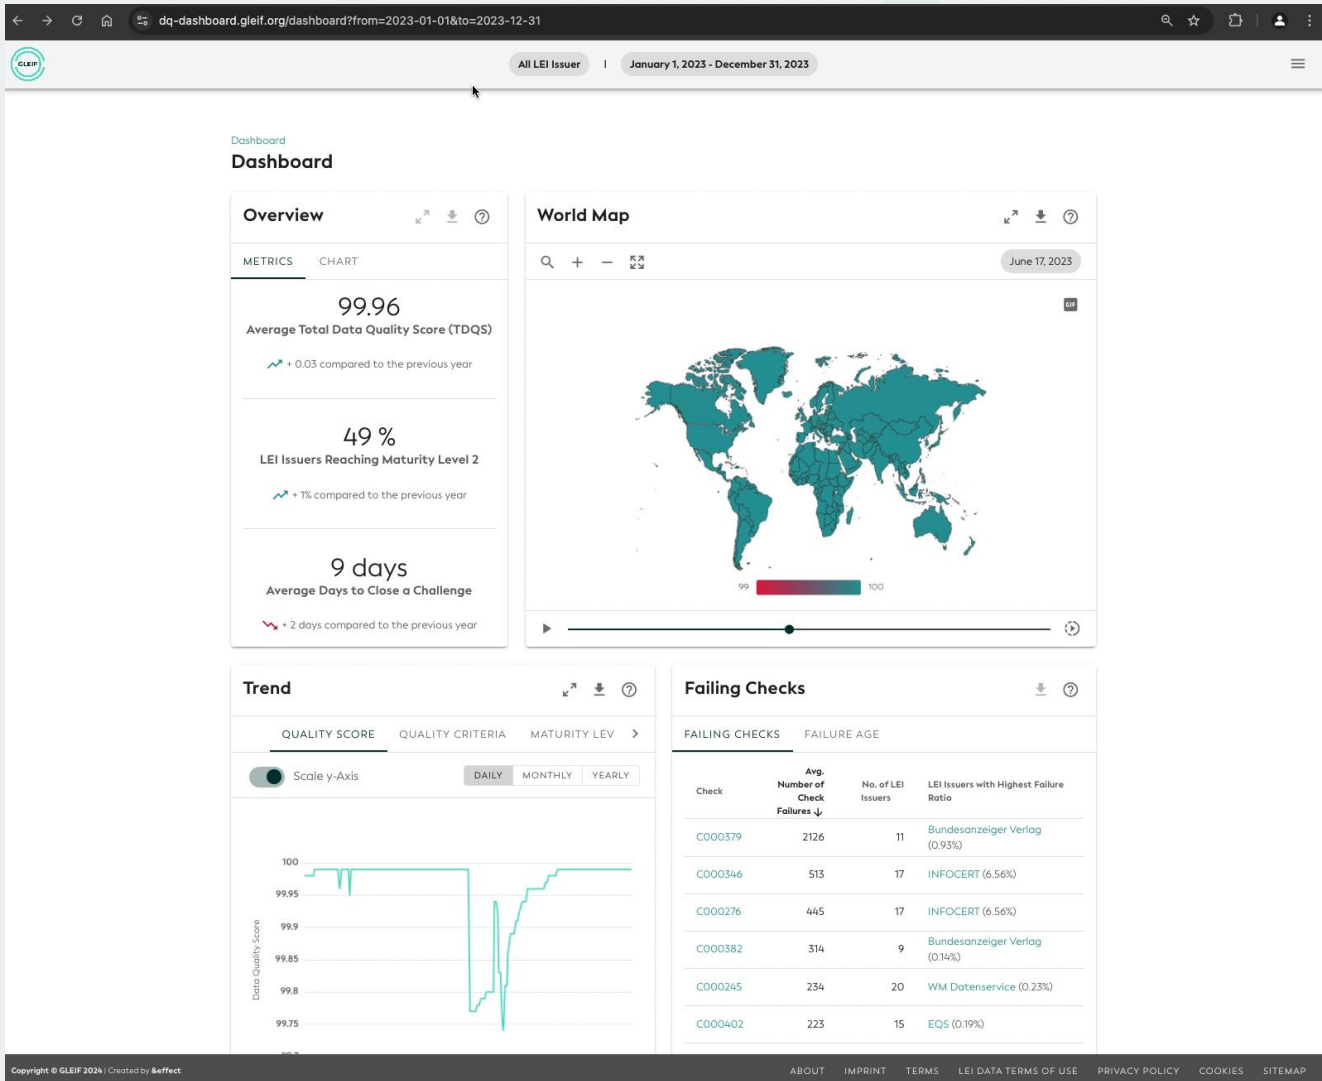 dq-dashboard.gleif.org/dashboard?from=2023-01-01&to=2023-12-31
GLEIF
All LEI Issuer
January 1, 2023 - December 31, 2023
Dashboard
Dashboard
Overview
METRICS CHART
99.96
Average Total Data Quality Score (TDQS)
+ 0.03 compared to the previous year
49 %
LEI Issuers Reaching Maturity Level 2
+ 1% compared to the previous year
9 days
Average Days to Close a Challenge
+ 2 days compared to the previous year
World Map
June 17, 2023
GIF
99 100
Trend
QUALITY SCORE QUALITY CRITERIA MATURITY LEV
Scale y-Axis
DAILY MONTHLY YEARLY
Data Quality Score
100
99.95
99.9
99.85
99.8
99.75
Failing Checks
FAILING CHECKS FAILURE AGE
Check
Avg.
Number of
Check
Failures ↓
No. of LEI
Issuers
LEI Issuers with Highest Failure
Ratio
C000379 2126 11 Bundesanzeiger Verlag
(0.93%)
C000346 513 17 INFOCERT (6.56%)
C000276 445 17 INFOCERT (6.56%)
C000382 314 9 Bundesanzeiger Verlag
(0.14%)
C000245 234 20 WM Datenservice (0.23%)
C000402 223 15 EQS (0.19%)
Copyright © GLEIF 2024 | Created by &effect
ABOUT IMPRINT TERMS LEI DATA TERMS OF USE PRIVACY POLICY COOKIES SITEMAP